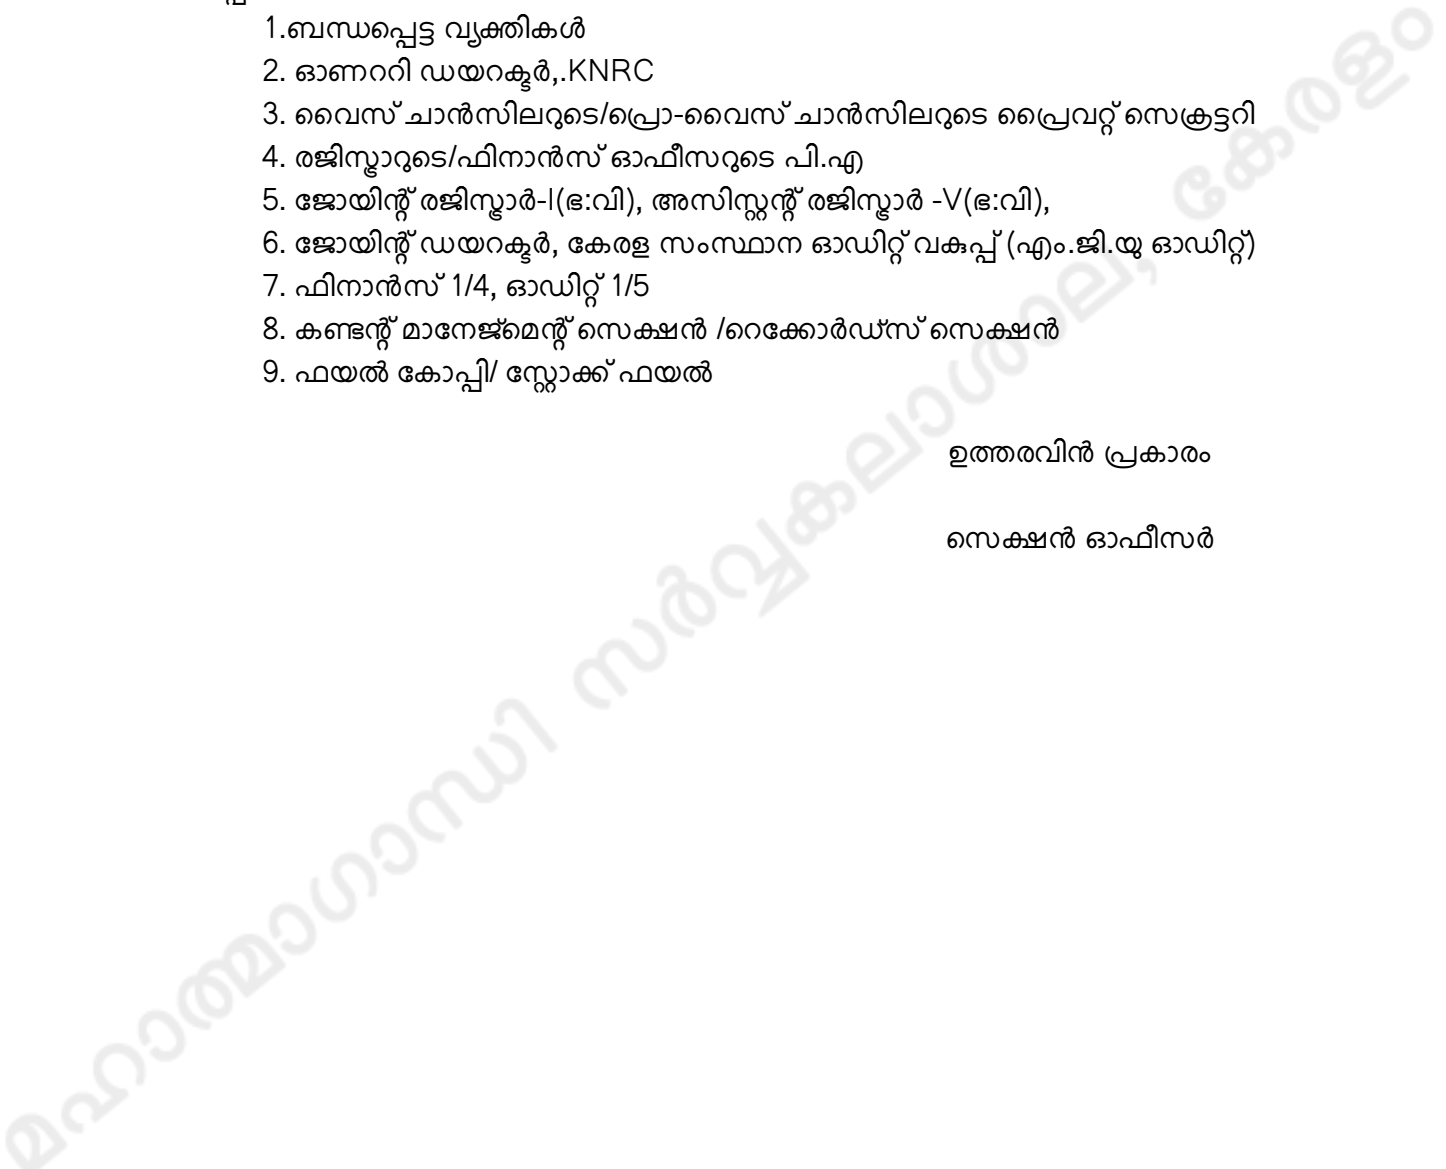 1.ബന്ധപ്പെട്ട വ്യക്തികൾ
2. ഓണററി ഡയറക്ടർ,.KNRC
3. വൈസ് ചാൻസിലറുടെ/പ്രൊ-വൈസ് ചാൻസിലറുടെ പ്രൈവറ്റ് സെക്രട്ടറി
4. രജിസ്ട്രാറുടെ/ഫിനാൻസ് ഓഫീസറുടെ പി.എ
5. ജോയിന്റ് രജിസ്ട്രാർ-I(ഭ:വി), അസിസ്റ്റന്റ് രജിസ്ട്രാർ -V(ഭ:വി),
6. ജോയിന്റ് ഡയറക്ടർ, കേരള സംസ്ഥാന ഓഡിറ്റ് വകുപ്പ് (എം.ജി.യു ഓഡിറ്റ്)
7. ഫിനാൻസ് 1/4, ഓഡിറ്റ് 1/5
8. കണ്ടന്റ് മാനേജ്മെന്റ് സെക്ഷൻ /റെക്കോർഡ്സ് സെക്ഷൻ
9. ഫയൽ കോപ്പി/ സ്റ്റോക്ക് ഫയൽ
ഉത്തരവിൻ പ്രകാരം
സെക്ഷൻ ഓഫീസർ
മഹാത്മാഗാന്ധി സർവ്വകലാശാല, കേരളം